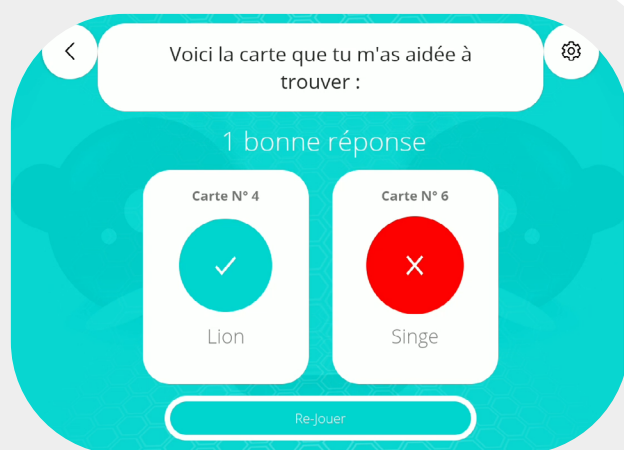 Voici la carte que tu m'as aidée à
trouver :
1 bonne réponse
Carte N° 4
Lion
Carte N° 6
Singe
Re-Jouer